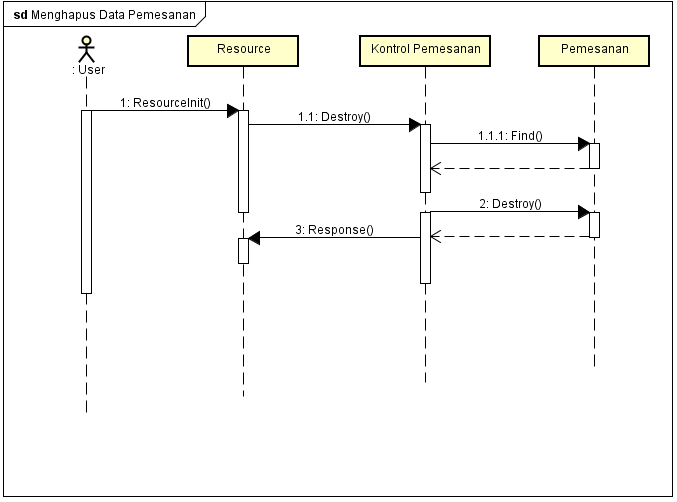 sd Menghapus Data Pemesanan
: User
Resource
Kontrol Pemesanan
Pemesanan
1: ResourceInit()
1.1: Destroy()
1.1.1: Find()
2: Destroy()
3: Response()